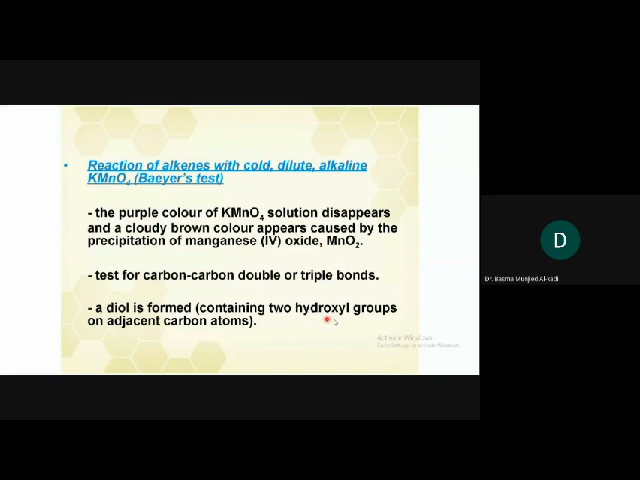 • Reaction of alkenes with cold, dilute, alkaline
KMnO₄ (Baeyer's test)
- the purple colour of KMnO₄ solution disappears
and a cloudy brown colour appears caused by the
precipitation of manganese (IV) oxide, MnO₂.
- test for carbon-carbon double or triple bonds.
- a diol is formed (containing two hydroxyl groups
on adjacent carbon atoms).
Activate Windows
Go to Settings to activate Windows.
D
Dr. Basma Munjied Al-kadi